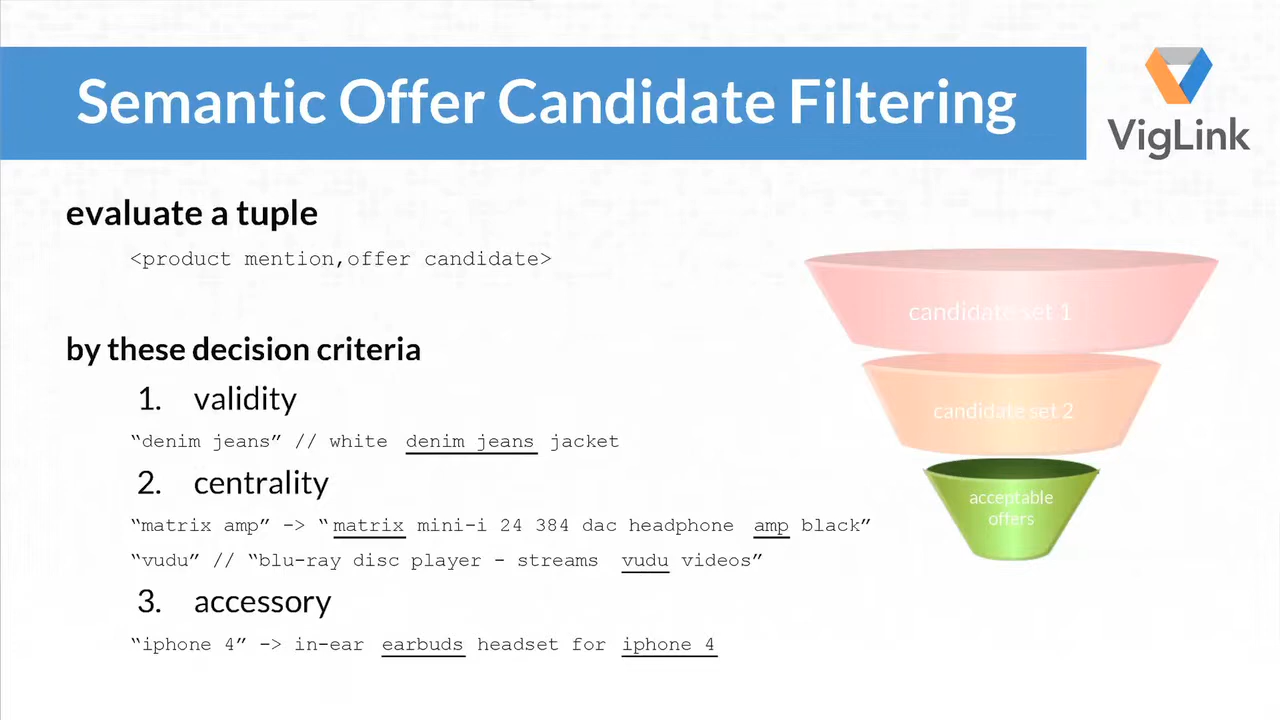 Semantic Offer Candidate Filtering
VigLink
evaluate a tuple
<product mention,offer candidate>
by these decision criteria
1. validity
“denim jeans” // white denim jeans jacket
2. centrality
“matrix amp” -> “matrix mini-i 24 384 dac headphone amp black”
“vudu” // “blu-ray disc player - streams vudu videos”
3. accessory
“iphone 4” -> in-ear earbuds headset for iphone 4
candidate set 1
candidate set 2
acceptable
offers